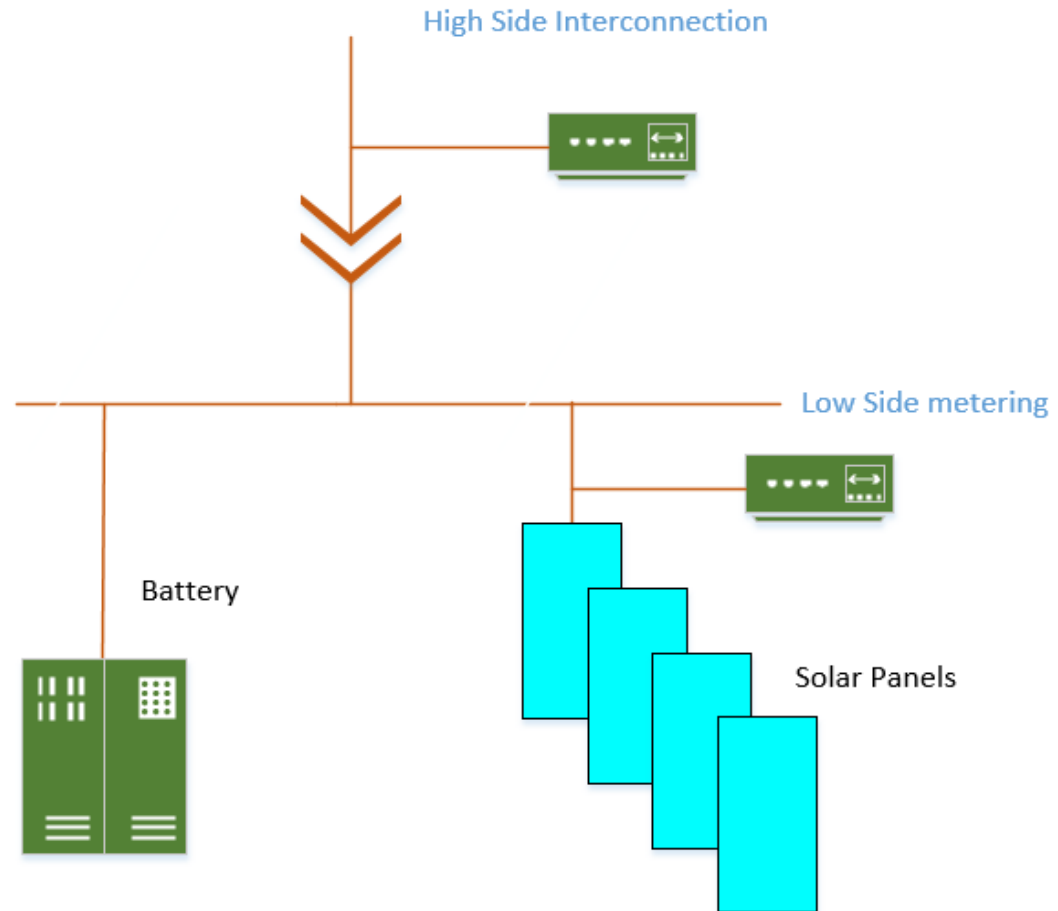 High Side Interconnection
Low Side metering
Battery
Solar Panels